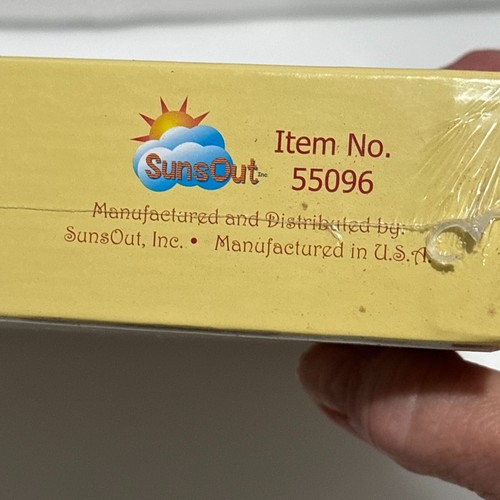 SunsOut Inc
Item No.
55096
Manufactured and Distributed by:
SunsOut, Inc. • Manufactured in U.S.A.